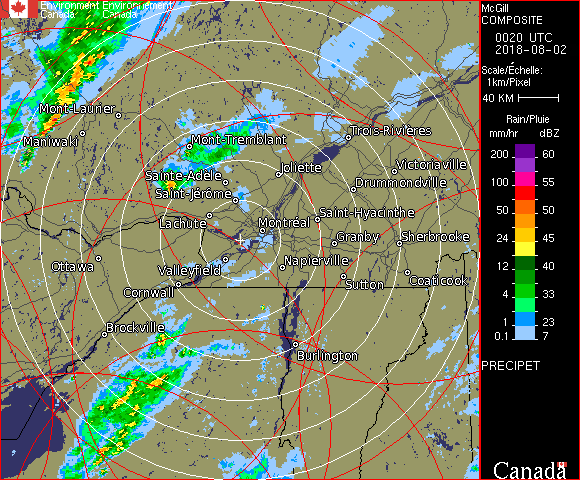 Environment Environnement
Canada Canada
McGill
COMPOSITE
0020 UTC
2018-08-02
Scale/Échelle:
1km/Pixel
40 KM
Rain/Pluie
mm/hr dBZ
200 60
100 55
50 50
24 45
12 40
4 33
1 23
0.1 7
PRECIPET
Canada
Mont-Laurier
Maniwaki
Mont-Tremblant
Trois-Rivières
Joliette
Victoriaville
Sainte-Adèle
Drummondville
Saint-Jérôme
Saint-Hyacinthe
Lachute
Montréal
Granby
Sherbrooke
Ottawa
Valleyfield
Napierville
Coaticook
Cornwall
Sutton
Brockville
Burlington